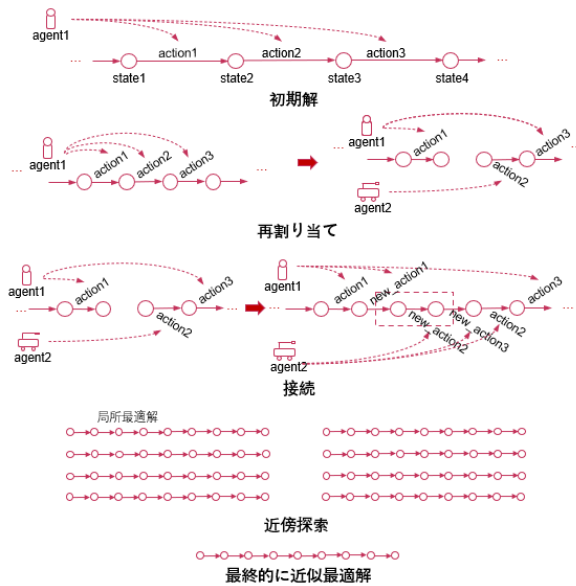 agent1
action1 action2 action3
... state1 state2 state3 state4 ...
初期解
agent1
action1 action2 action3
... ...
agent1
action1 action3
... ...
action2
agent2
再割り当て
agent1
action1 action3
... ...
action2
agent2
agent1
action1 new_action1 action3
... ...
new_action2 new_action3 action2
agent2
接続
局所最適解
近傍探索
最終的に近似最適解